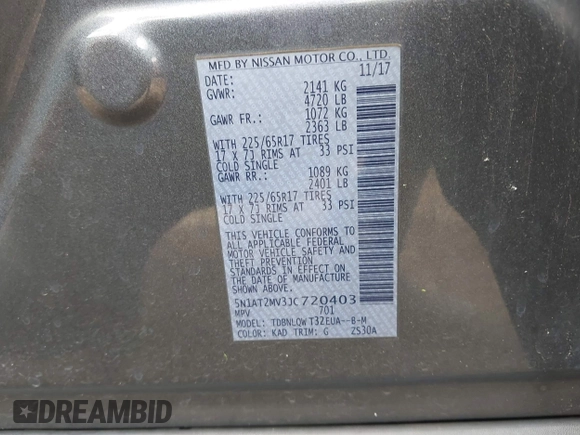 MFD BY NISSAN MOTOR CO., LTD.
DATE: 11/17
GVWR: 2141 KG
4720 LB
GAWR FR.: 1072 KG
2363 LB
WITH 225/65R17 TIRES
17 X 7J RIMS AT 33 PSI
COLD SINGLE
GAWR RR.: 1089 KG
2401 LB
WITH 225/65R17 TIRES
17 X 7J RIMS AT 33 PSI
COLD SINGLE
THIS VEHICLE CONFORMS TO
ALL APPLICABLE FEDERAL
MOTOR VEHICLE SAFETY AND
THEFT PREVENTION
STANDARDS IN EFFECT ON
THE DATE OF MANUFACTURE.
5N1AT2MV3JC720403
MPV 701
MODEL: TDBNLQW T32EUA--B-M
COLOR: KAD TRIM: G ZS30A
DREAMBID